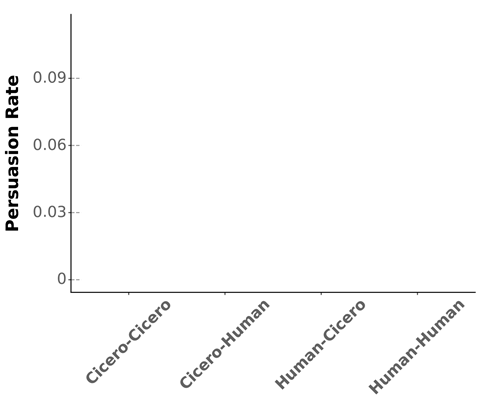 Persuasion Rate
0.09
0.06
0.03
0
Cicero-Cicero
Cicero-Human
Human-Cicero
Human-Human